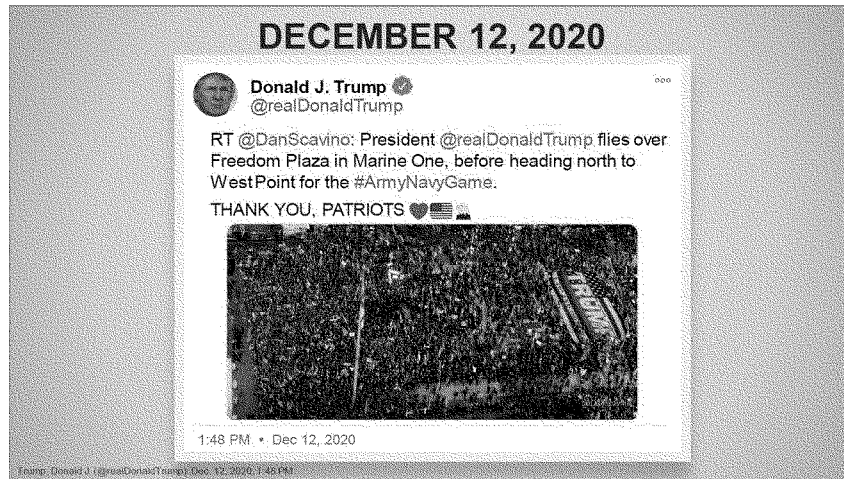 DECEMBER 12, 2020
Donald J. Trump
@realDonaldTrump
RT @DanScavino: President @realDonaldTrump flies over
Freedom Plaza in Marine One, before heading north to
West Point for the #ArmyNavyGame.
THANK YOU, PATRIOTS ❤️🇺🇸
TRUMP
1:48 PM • Dec 12, 2020
Trump, Donald J. (@realDonaldTrump). Dec. 12, 2020, 1:48 PM